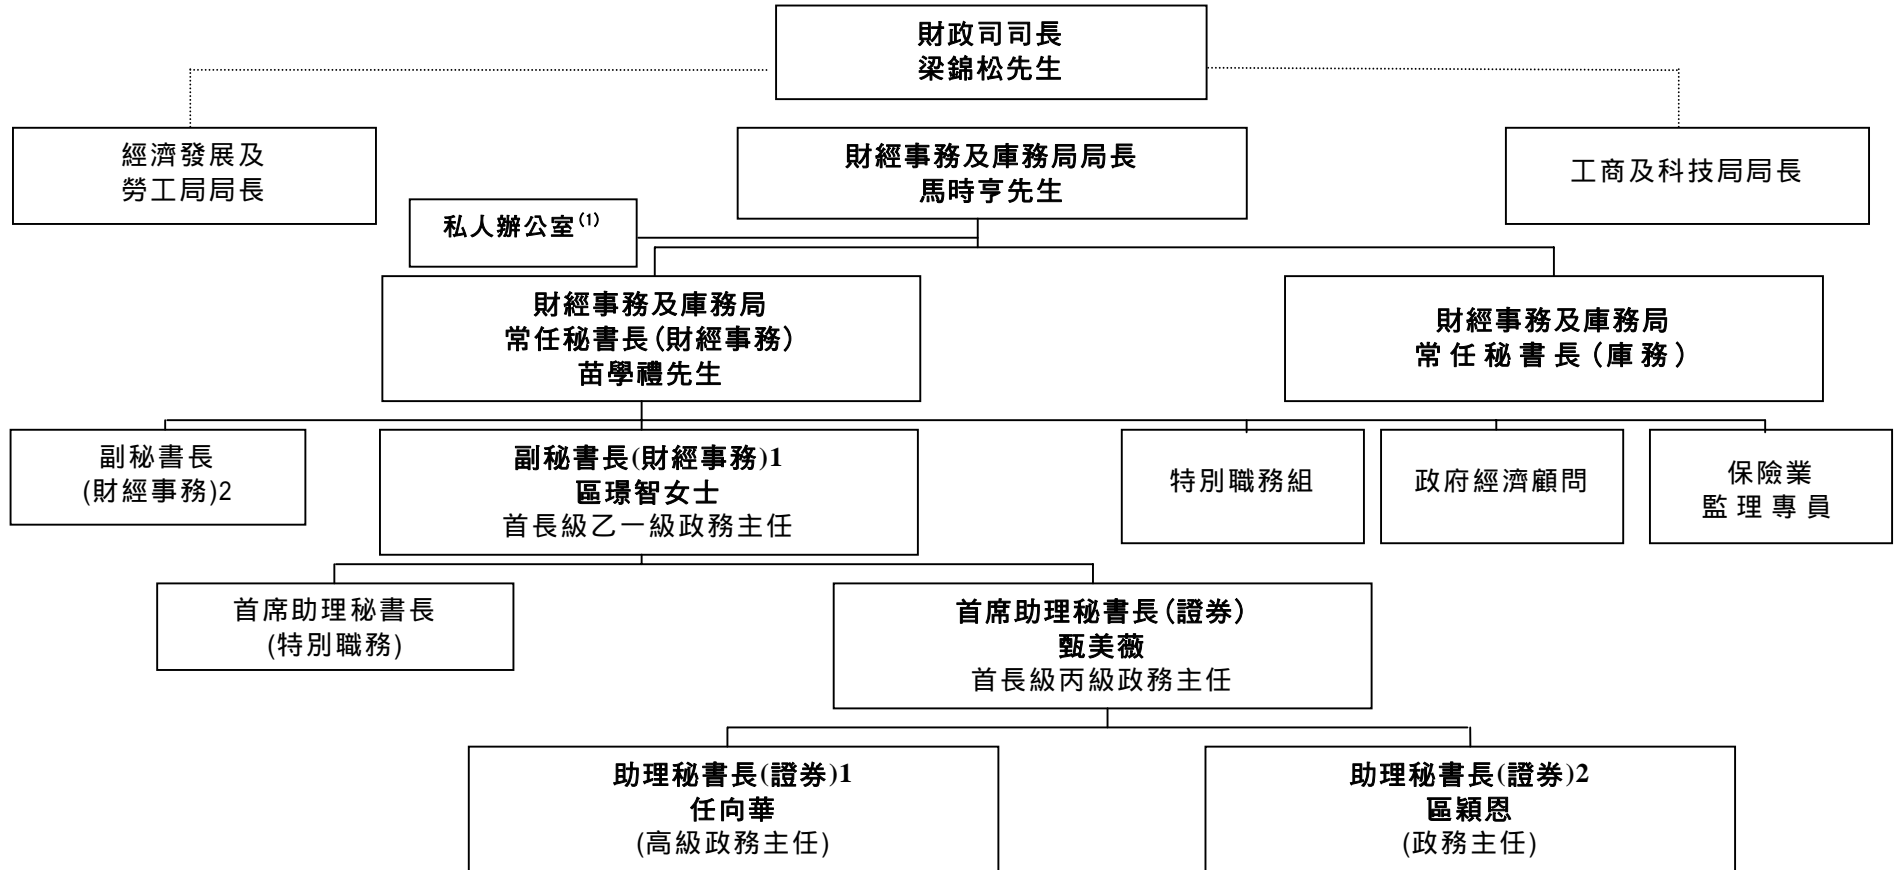 財政司司長
梁錦松先生
經濟發展及
勞工局局長
財經事務及庫務局局長
馬時亨先生
工商及科技局局長
私人辦公室(1)
財經事務及庫務局
常任秘書長(財經事務)
苗學禮先生
財經事務及庫務局
常任秘書長(庫務)
副秘書長
(財經事務)2
副秘書長(財經事務)1
區璟智女士
首長級乙一級政務主任
特別職務組
政府經濟顧問
保險業
監理專員
首席助理秘書長
(特別職務)
首席助理秘書長(證券)
甄美薇
首長級丙級政務主任
助理秘書長(證券)1
任向華
(高級政務主任)
助理秘書長(證券)2
區穎恩
(政務主任)